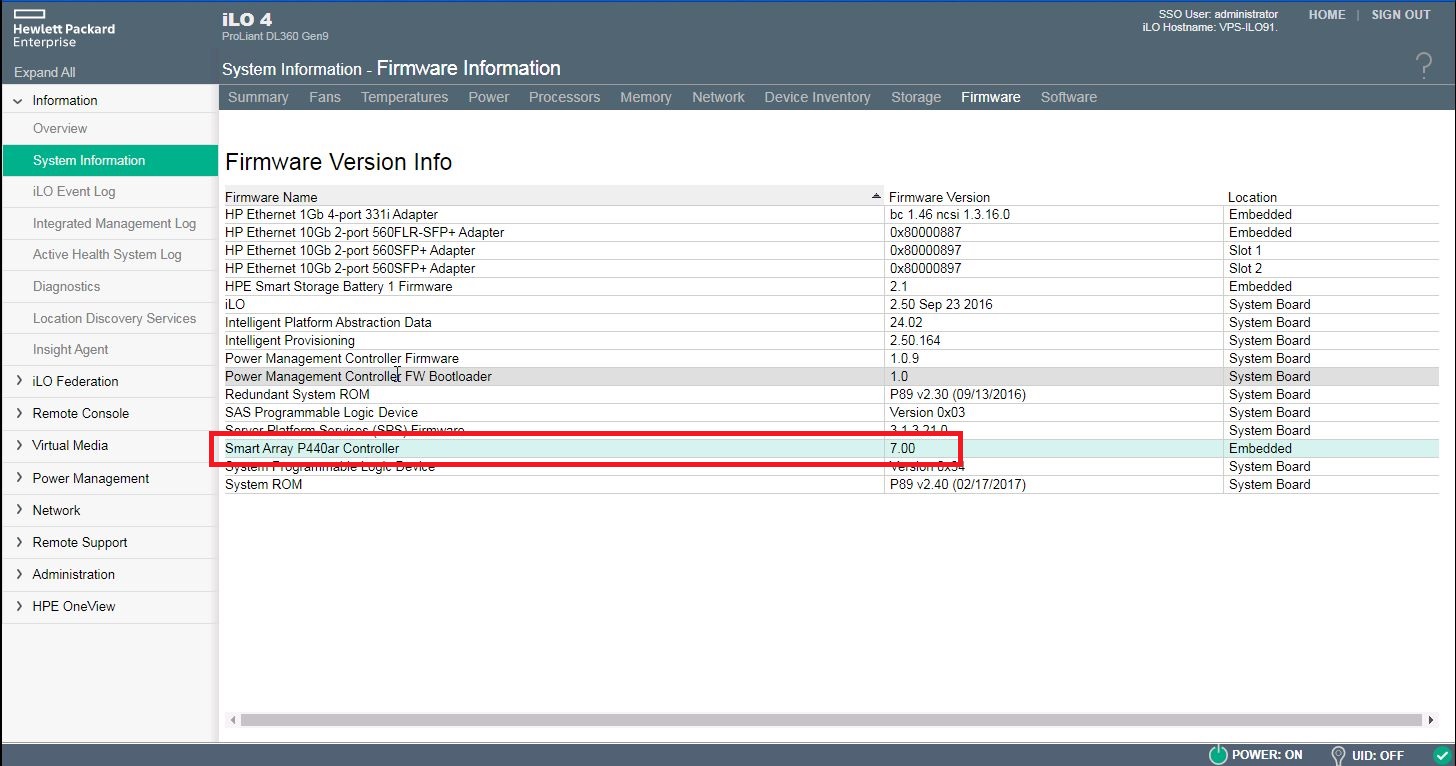 Hewlett Packard
Enterprise
iLO 4
ProLiant DL360 Gen9
SSO User: administrator
iLO Hostname: VPS-ILO91.
HOME | SIGN OUT
Expand All
System Information - Firmware Information
?
Summary Fans Temperatures Power Processors Memory Network Device Inventory Storage Firmware Software
Information
Overview
System Information
iLO Event Log
Integrated Management Log
Active Health System Log
Diagnostics
Location Discovery Services
Insight Agent
iLO Federation
Remote Console
Virtual Media
Power Management
Network
Remote Support
Administration
HPE OneView
Firmware Version Info
Firmware Name Firmware Version Location
HP Ethernet 1Gb 4-port 331i Adapter bc 1.46 ncsi 1.3.16.0 Embedded
HP Ethernet 10Gb 2-port 560FLR-SFP+ Adapter 0x80000887 Embedded
HP Ethernet 10Gb 2-port 560SFP+ Adapter 0x80000897 Slot 1
HP Ethernet 10Gb 2-port 560SFP+ Adapter 0x80000897 Slot 2
HPE Smart Storage Battery 1 Firmware 2.1 Embedded
iLO 2.50 Sep 23 2016 System Board
Intelligent Platform Abstraction Data 24.02 System Board
Intelligent Provisioning 2.50.164 System Board
Power Management Controller Firmware 1.0.9 System Board
Power Management Controller FW Bootloader 1.0 System Board
Redundant System ROM P89 v2.30 (09/13/2016) System Board
SAS Programmable Logic Device Version 0x03 System Board
Server Platform Services (SPS) Firmware 3.1.3.21.0 System Board
Smart Array P440ar Controller 7.00 Embedded
System Programmable Logic Device Version 0x34 System Board
System ROM P89 v2.40 (02/17/2017) System Board
POWER: ON UID: OFF